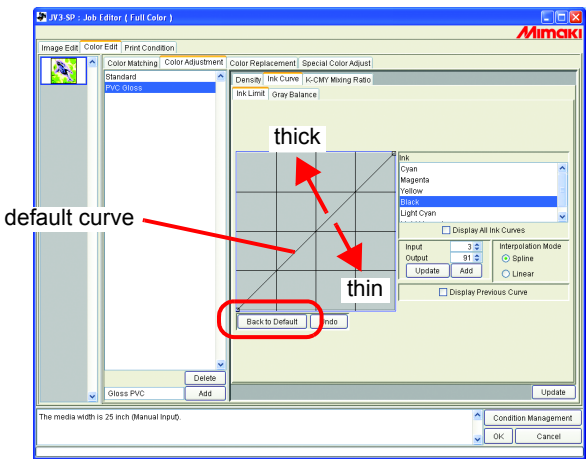 JV3-SP : Job Editor ( Full Color )
Mimaki
Image Edit Color Edit Print Condition
Color Matching Color Adjustment Color Replacement Special Color Adjust
Standard
PVC Gloss
Density Ink Curve K-CMY Mixing Ratio
Ink Limit Gray Balance
thick
default curve
thin
Ink
Cyan
Magenta
Yellow
Black
Light Cyan
Display All Ink Curves
Input 3
Output 91
Update Add
Interpolation Mode
Spline
Linear
Display Previous Curve
Back to Default Undo
Delete
Gloss PVC Add
Update
The media width is 25 inch (Manual Input).
Condition Management
OK Cancel